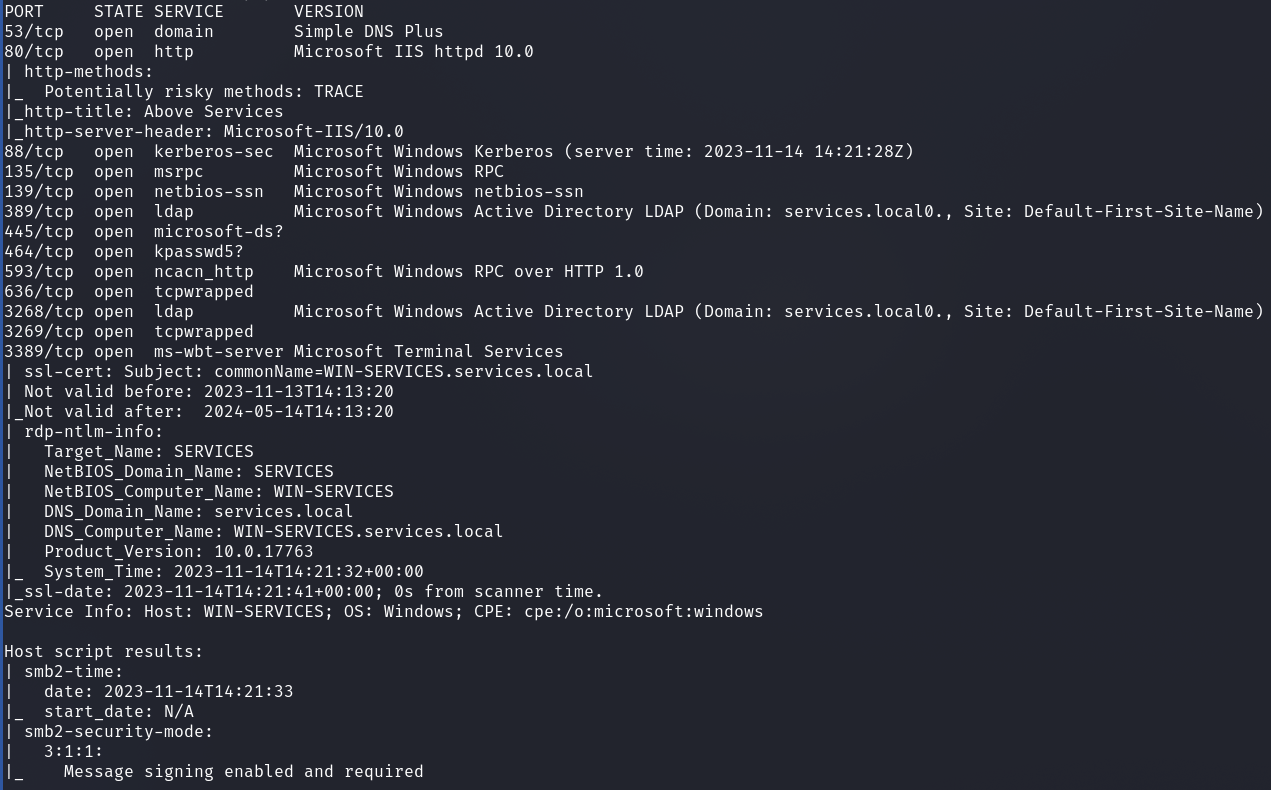 PORT     STATE SERVICE       VERSION
53/tcp   open  domain        Simple DNS Plus
80/tcp   open  http          Microsoft IIS httpd 10.0
| http-methods:
|_  Potentially risky methods: TRACE
|_http-title: Above Services
|_http-server-header: Microsoft-IIS/10.0
88/tcp   open  kerberos-sec  Microsoft Windows Kerberos (server time: 2023-11-14 14:21:28Z)
135/tcp  open  msrpc         Microsoft Windows RPC
139/tcp  open  netbios-ssn   Microsoft Windows netbios-ssn
389/tcp  open  ldap          Microsoft Windows Active Directory LDAP (Domain: services.local0., Site: Default-First-Site-Name)
445/tcp  open  microsoft-ds?
464/tcp  open  kpasswd5?
593/tcp  open  ncacn_http    Microsoft Windows RPC over HTTP 1.0
636/tcp  open  tcpwrapped
3268/tcp open  ldap          Microsoft Windows Active Directory LDAP (Domain: services.local0., Site: Default-First-Site-Name)
3269/tcp open  tcpwrapped
3389/tcp open  ms-wbt-server Microsoft Terminal Services
| ssl-cert: Subject: commonName=WIN-SERVICES.services.local
| Not valid before: 2023-11-13T14:13:20
|_Not valid after:  2024-05-14T14:13:20
| rdp-ntlm-info:
|   Target_Name: SERVICES
|   NetBIOS_Domain_Name: SERVICES
|   NetBIOS_Computer_Name: WIN-SERVICES
|   DNS_Domain_Name: services.local
|   DNS_Computer_Name: WIN-SERVICES.services.local
|   Product_Version: 10.0.17763
|_  System_Time: 2023-11-14T14:21:32+00:00
|_ssl-date: 2023-11-14T14:21:41+00:00; 0s from scanner time.
Service Info: Host: WIN-SERVICES; OS: Windows; CPE: cpe:/o:microsoft:windows

Host script results:
| smb2-time:
|   date: 2023-11-14T14:21:33
|_  start_date: N/A
| smb2-security-mode:
|   3:1:1:
|_    Message signing enabled and required